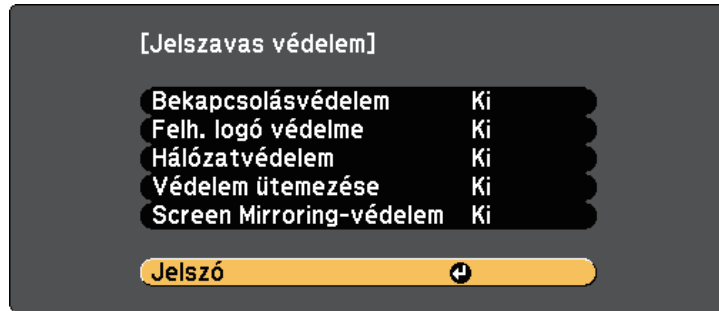 [Jelszavas védelem]
Bekapcsolásvédelem Ki
Felh. logó védelme Ki
Hálózatvédelem Ki
Védelem ütemezése Ki
Screen Mirroring-védelem Ki
Jelszó